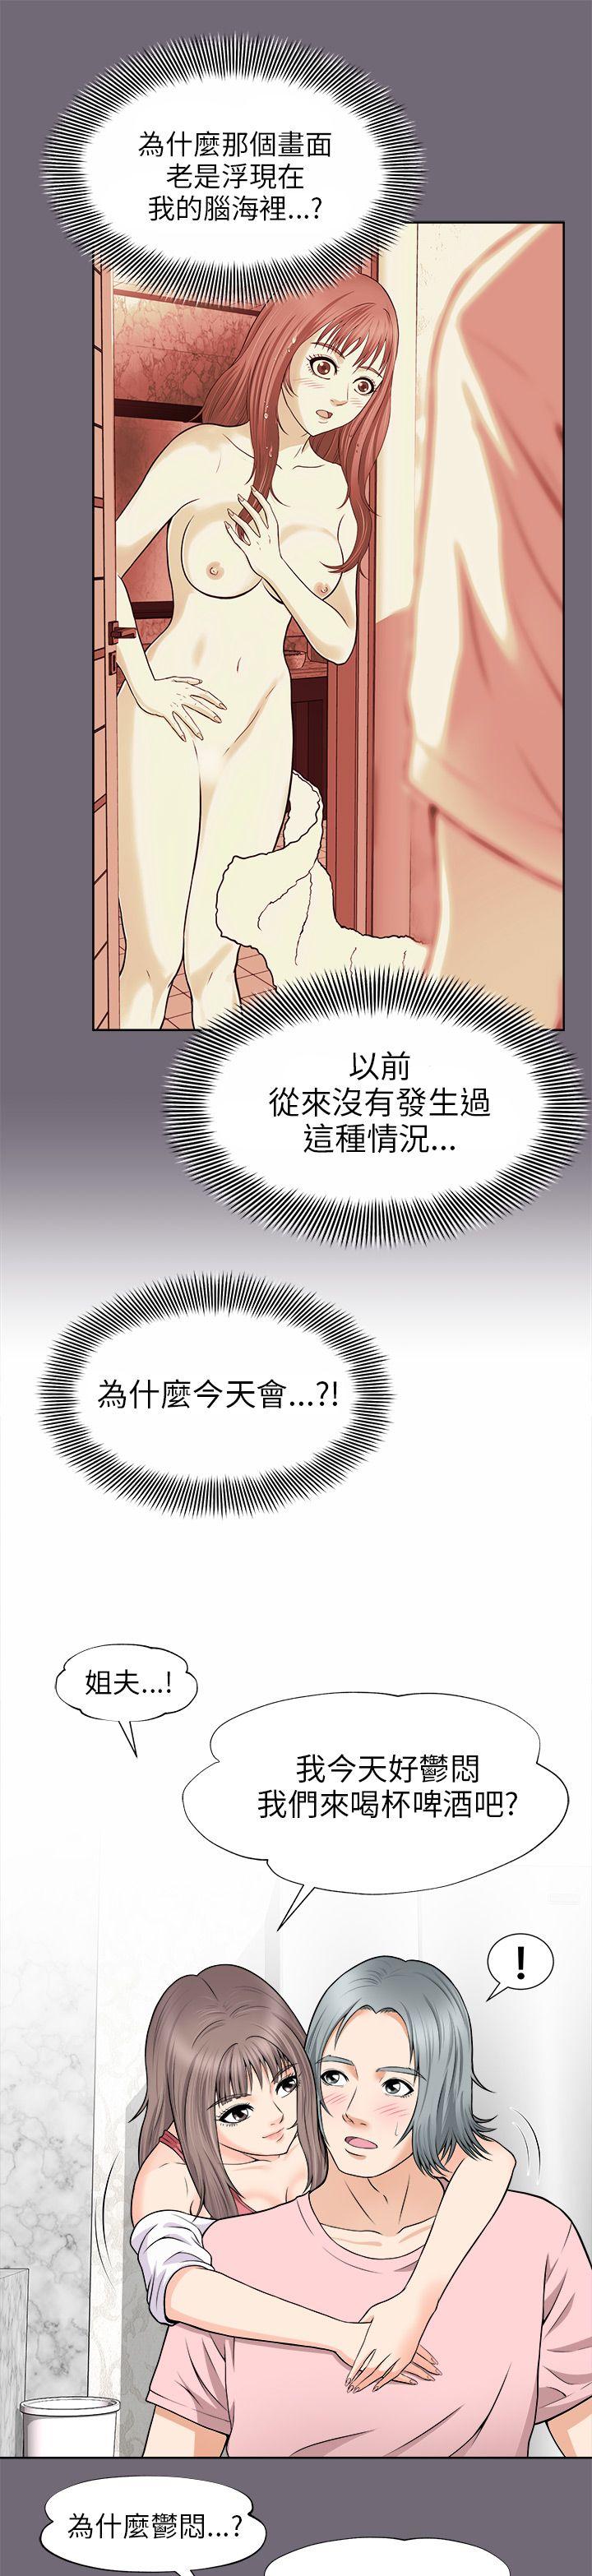 為什麼那個畫面
老是浮現在
我的腦海裡...?
以前
從來沒有發生過
這種情況...
為什麼今天會...?!
姐夫...!
我今天好鬱悶
我們來喝杯啤酒吧?
!
為什麼鬱悶...?